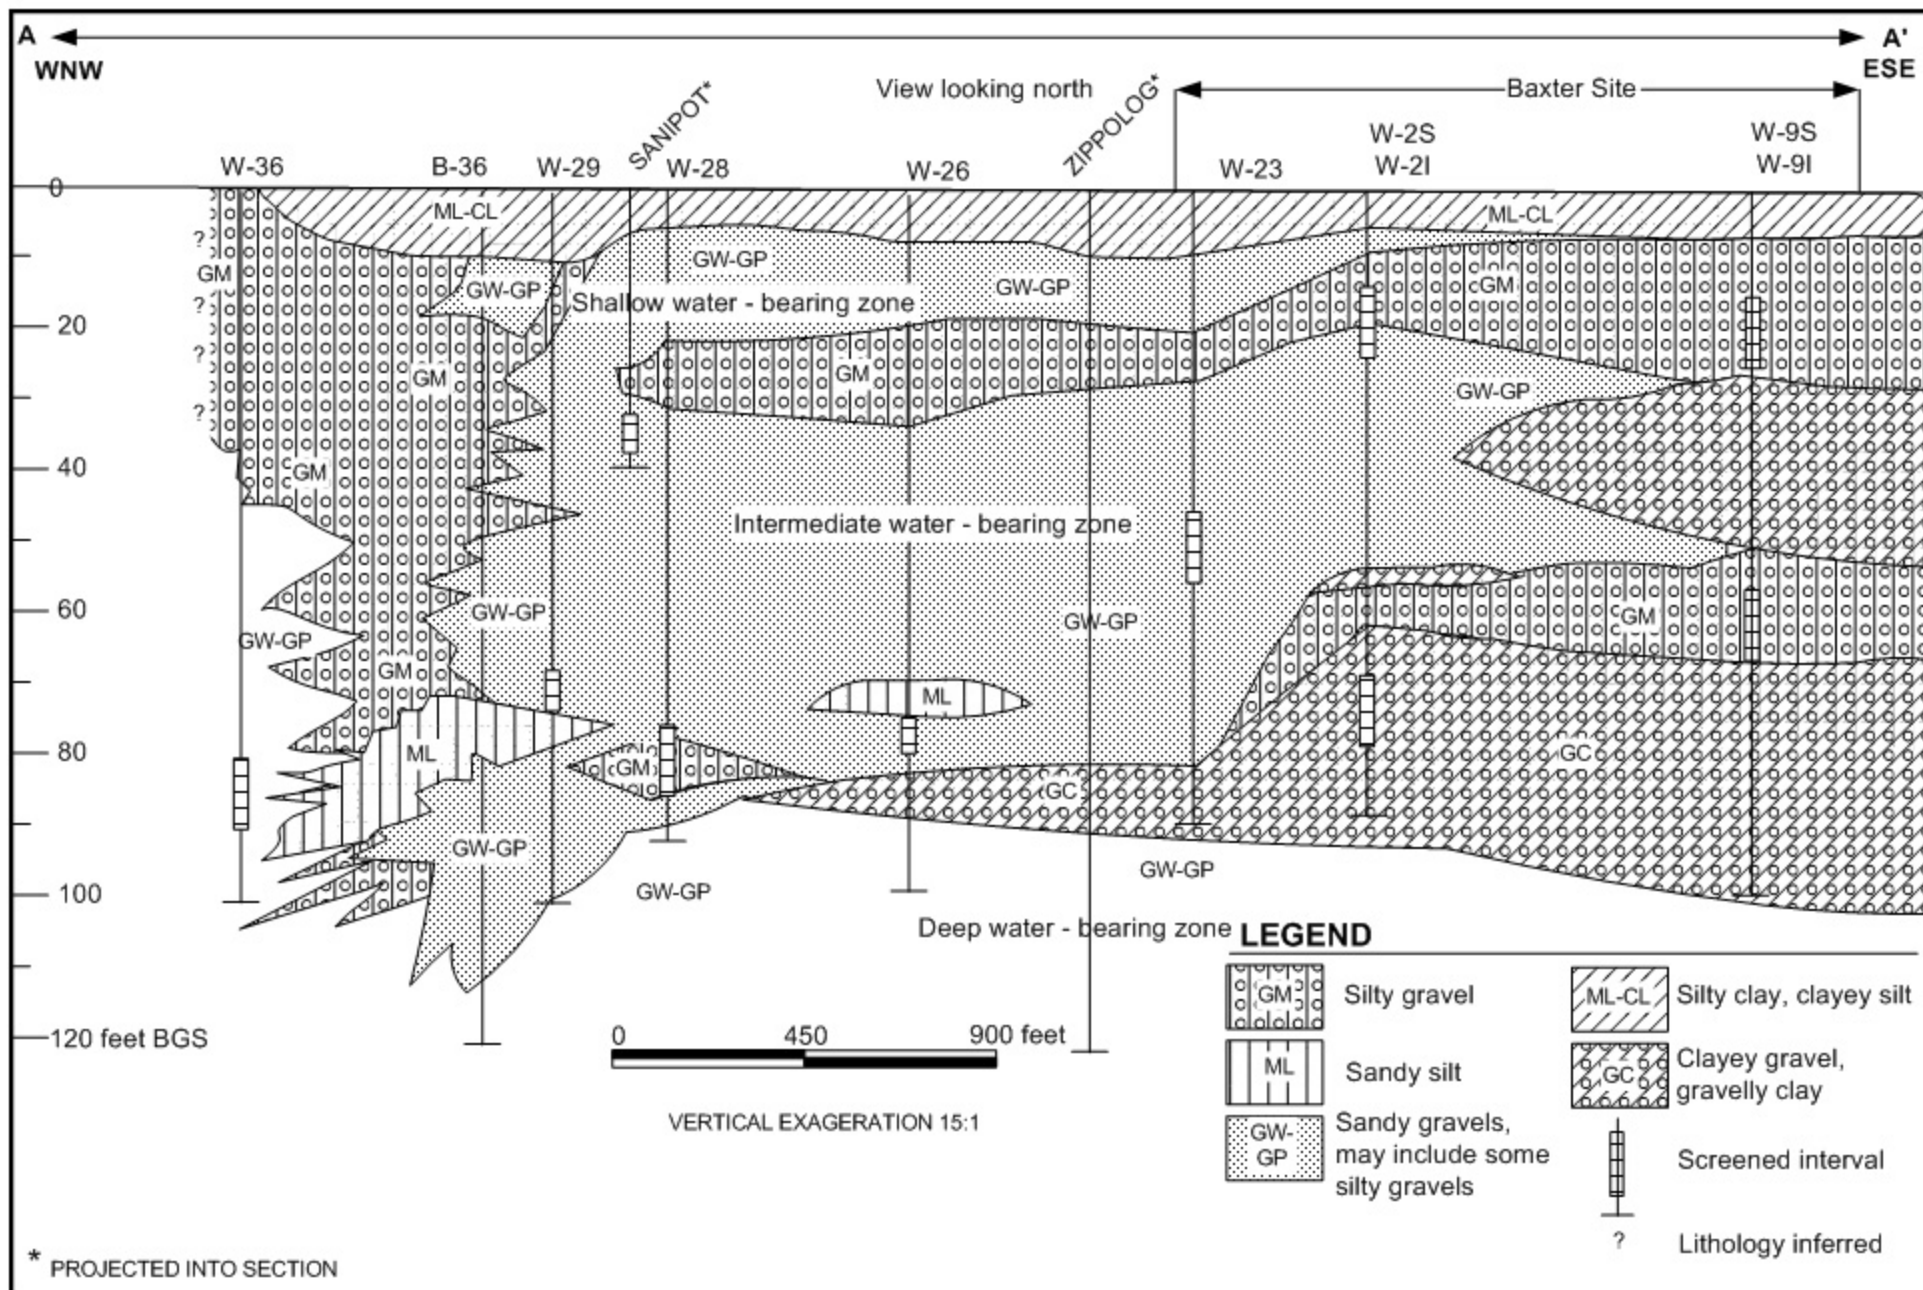 A A'
WNW ESE
View looking north
Baxter Site
SANIPOT*
ZIPPOLOG*
W-2S W-9S
W-36 B-36 W-29 W-28 W-26 W-23 W-2I W-9I
0
ML-CL ML-CL
? GW-GP
GM GW-GP GW-GP GM
? Shallow water - bearing zone
20
?
GM GM GW-GP
?
40
GM
Intermediate water - bearing zone
60
GW-GP GW-GP GW-GP GM
GM ML
80
ML GM GC GC
GW-GP GW-GP GW-GP
100
Deep water - bearing zone
120 feet BGS
0 450 900 feet
VERTICAL EXAGERATION 15:1
LEGEND
GM Silty gravel
ML Sandy silt
GW-
GP
Sandy gravels,
may include some
silty gravels
ML-CL Silty clay, clayey silt
GC
Clayey gravel,
gravelly clay
Screened interval
? Lithology inferred
* PROJECTED INTO SECTION